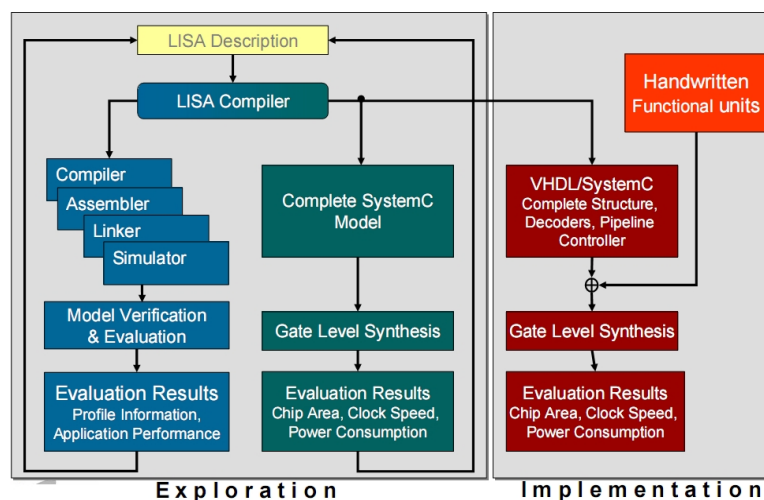 LISA Description
LISA Compiler
Compiler
Assembler
Linker
Simulator
Model Verification
& Evaluation
Evaluation Results
Profile Information,
Application Performance
Complete SystemC
Model
Gate Level Synthesis
Evaluation Results
Chip Area, Clock Speed,
Power Consumption
Exploration
Handwritten
Functional units
VHDL/SystemC
Complete Structure,
Decoders, Pipeline
Controller
Gate Level Synthesis
Evaluation Results
Chip Area, Clock Speed,
Power Consumption
Implementation